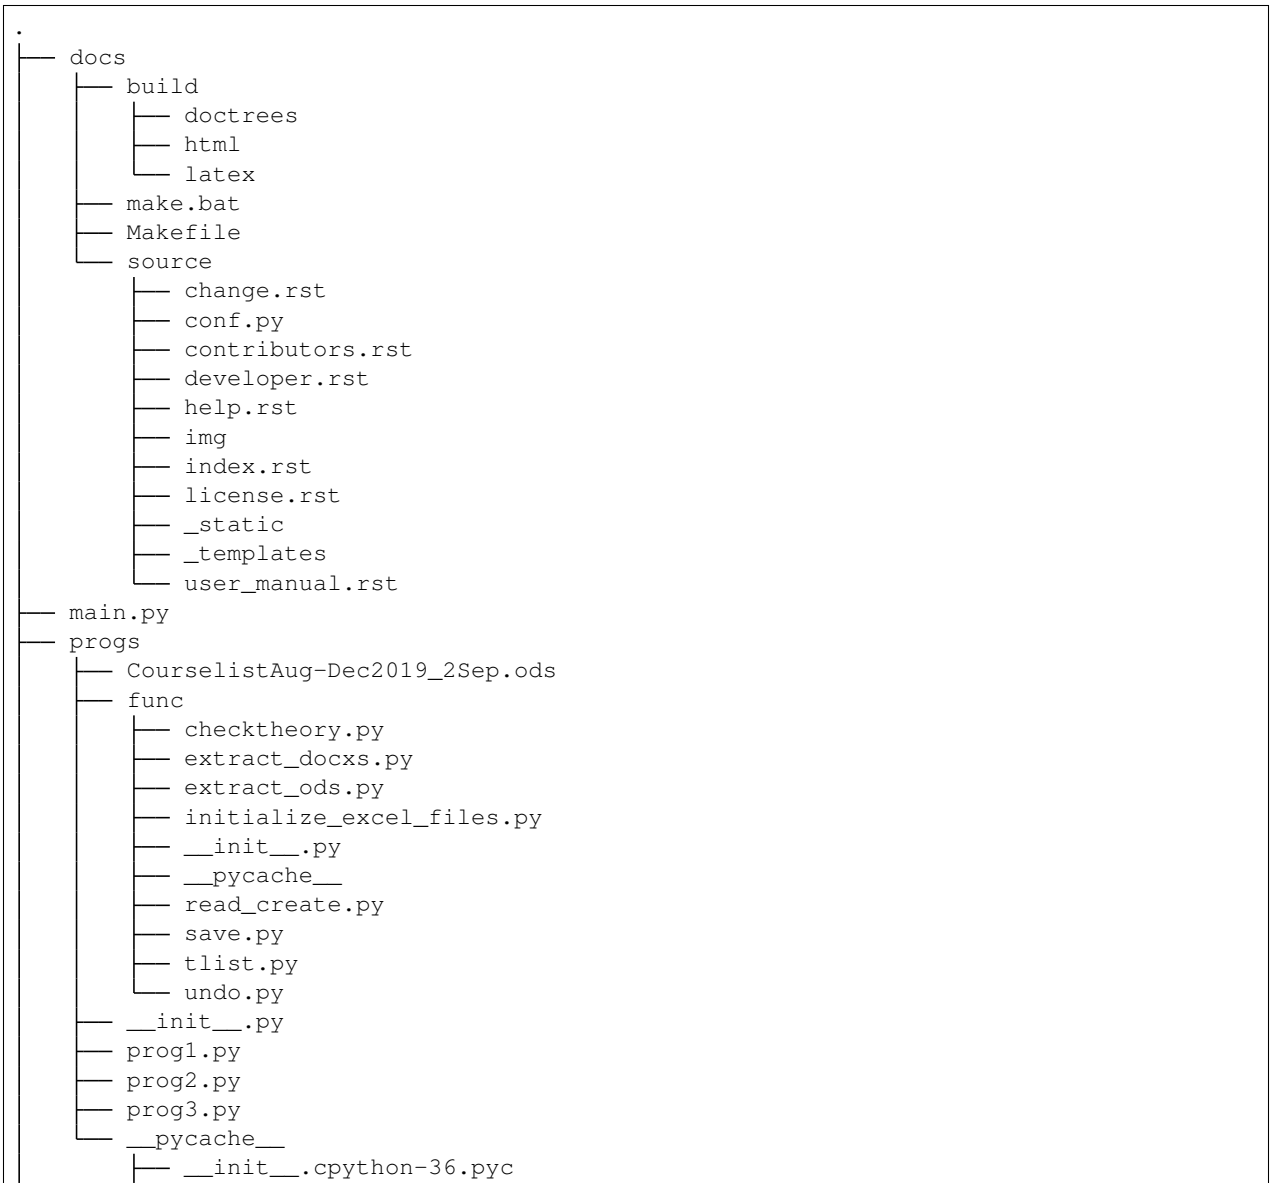 .
├── docs
│   ├── build
│   │   ├── doctrees
│   │   ├── html
│   │   └── latex
│   ├── make.bat
│   ├── Makefile
│   └── source
│       ├── change.rst
│       ├── conf.py
│       ├── contributors.rst
│       ├── developer.rst
│       ├── help.rst
│       ├── img
│       ├── index.rst
│       ├── license.rst
│       ├── _static
│       ├── _templates
│       └── user_manual.rst
├── main.py
├── progs
│   ├── CourselistAug-Dec2019_2Sep.ods
│   ├── func
│   │   ├── checktheory.py
│   │   ├── extract_docxs.py
│   │   ├── extract_ods.py
│   │   ├── initialize_excel_files.py
│   │   ├── __init__.py
│   │   ├── __pycache__
│   │   ├── read_create.py
│   │   ├── save.py
│   │   ├── tlist.py
│   │   └── undo.py
│   ├── __init__.py
│   ├── prog1.py
│   ├── prog2.py
│   ├── prog3.py
│   └── __pycache__
│       ├── __init__.cpython-36.pyc